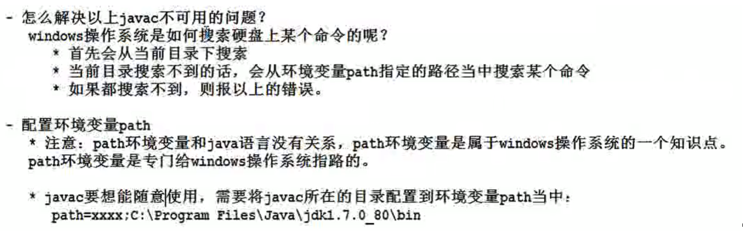 - 怎么解决以上javac不可用的问题？
windows操作系统是如何搜索硬盘上某个命令的呢？
* 首先会从当前目录下搜索
* 当前目录搜索不到的话，会从环境变量path指定的路径当中搜索某个命令
* 如果都搜索不到，则报以上的错误。
- 配置环境变量path
* 注意：path环境变量和java语言没有关系，path环境变量是属于windows操作系统的一个知识点。
path环境变量是专门给windows操作系统指路的。
* javac要想能随意使用，需要将javac所在的目录配置到环境变量path当中：
path=xxxx;C:\Program Files\Java\jdk1.7.0_80\bin